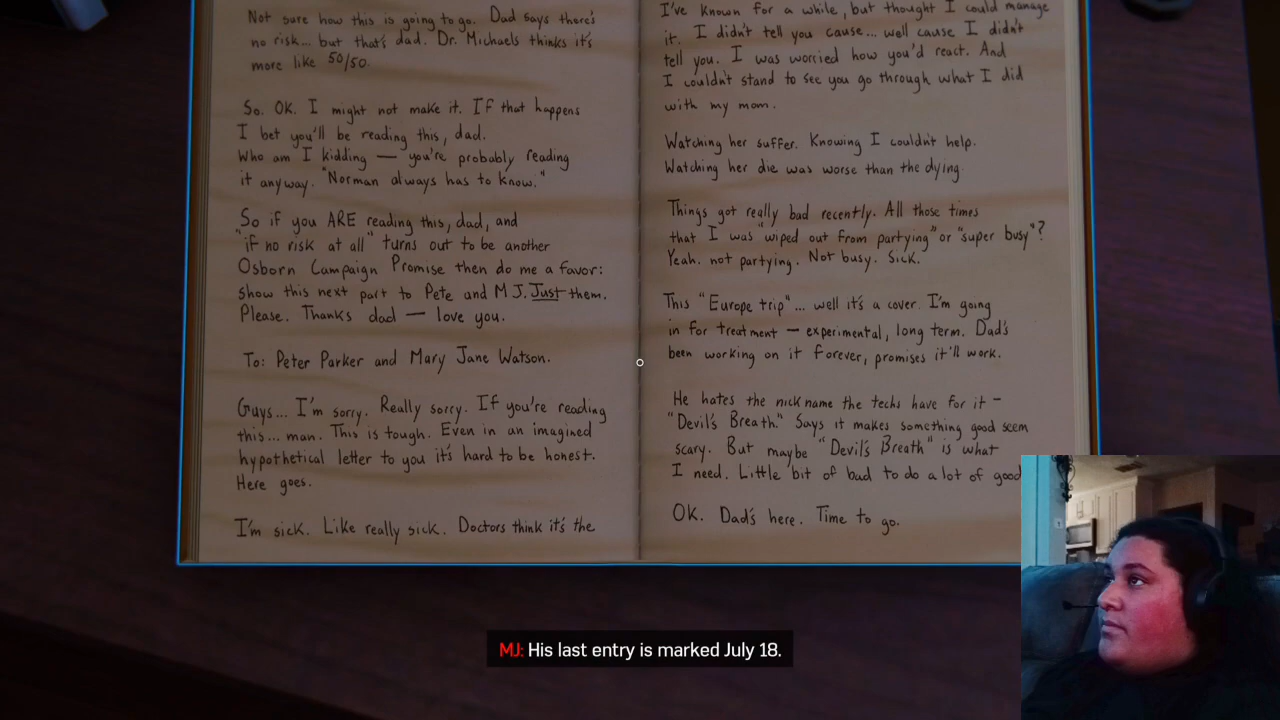 Not sure how this is going to go. Dad says there's
no risk... but that's dad. Dr. Michaels thinks it's
more like 50/50.
So. OK. I might not make it. If that happens
I bet you'll be reading this, dad.
Who am I kidding — you're probably reading
it anyway. "Norman always has to know."
So if you ARE reading this, dad, and
"if no risk at all" turns out to be another
Osborn Campaign Promise then do me a favor:
show this next part to Pete and MJ. Just them.
Please. Thanks dad — love you.
To: Peter Parker and Mary Jane Watson.
Guys... I'm sorry. Really sorry. If you're reading
this... man. This is tough. Even in an imagined
hypothetical letter to you it's hard to be honest.
Here goes.
I'm sick. Like really sick. Doctors think it's the
I've known for a while, but thought I could manage
it. I didn't tell you cause... well cause I didn't
tell you. I was worried how you'd react. And
I couldn't stand to see you go through what I did
with my mom.
Watching her suffer. Knowing I couldn't help.
Watching her die was worse than the dying.
Things got really bad recently. All those times
that I was "wiped out from partying" or "super busy"?
Yeah. not partying. Not busy. Sick.
This "Europe trip"... well it's a cover. I'm going
in for treatment — experimental, long term. Dad's
been working on it forever, promises it'll work.
He hates the nickname the techs have for it -
"Devil's Breath." Says it makes something good seem
scary. But maybe "Devil's Breath" is what
I need. Little bit of bad to do a lot of good
OK. Dad's here. Time to go.
MJ: His last entry is marked July 18.